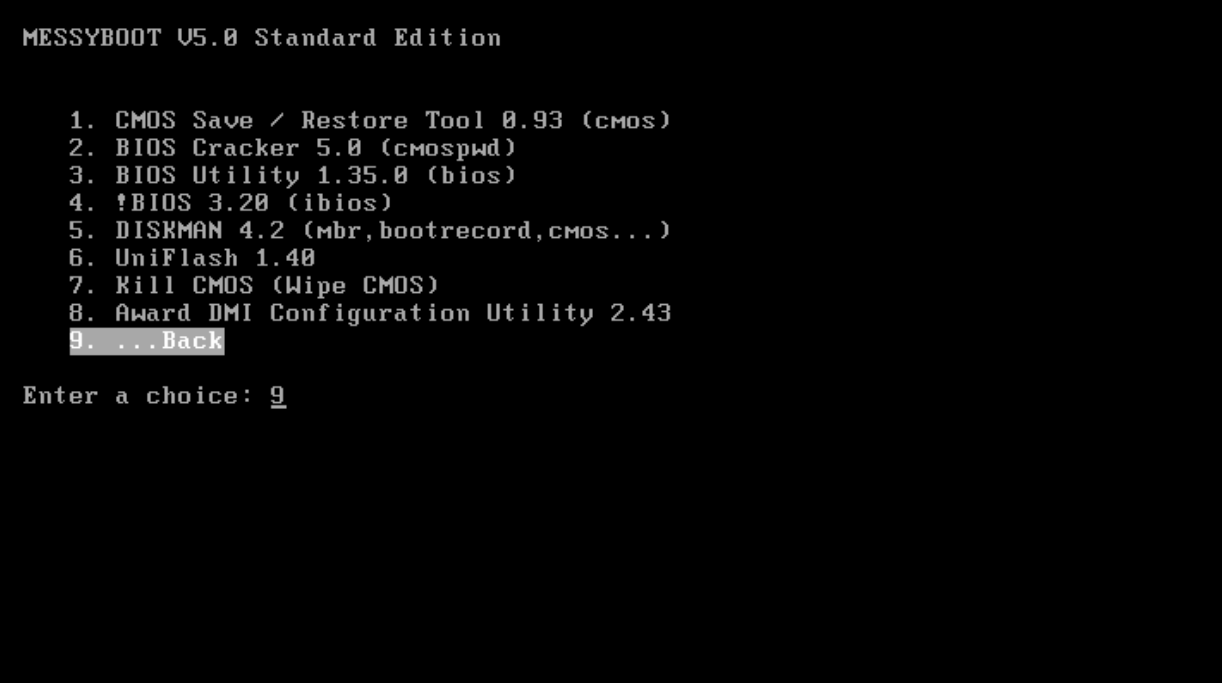 MESSYBOOT V5.0 Standard Edition
1. CMOS Save / Restore Tool 0.93 (cmos)
2. BIOS Cracker 5.0 (cmospwd)
3. BIOS Utility 1.35.0 (bios)
4. !BIOS 3.20 (ibios)
5. DISKMAN 4.2 (mbr,bootrecord,cmos...)
6. UniFlash 1.40
7. Kill CMOS (Wipe CMOS)
8. Award DMI Configuration Utility 2.43
9. ...Back
Enter a choice: 9